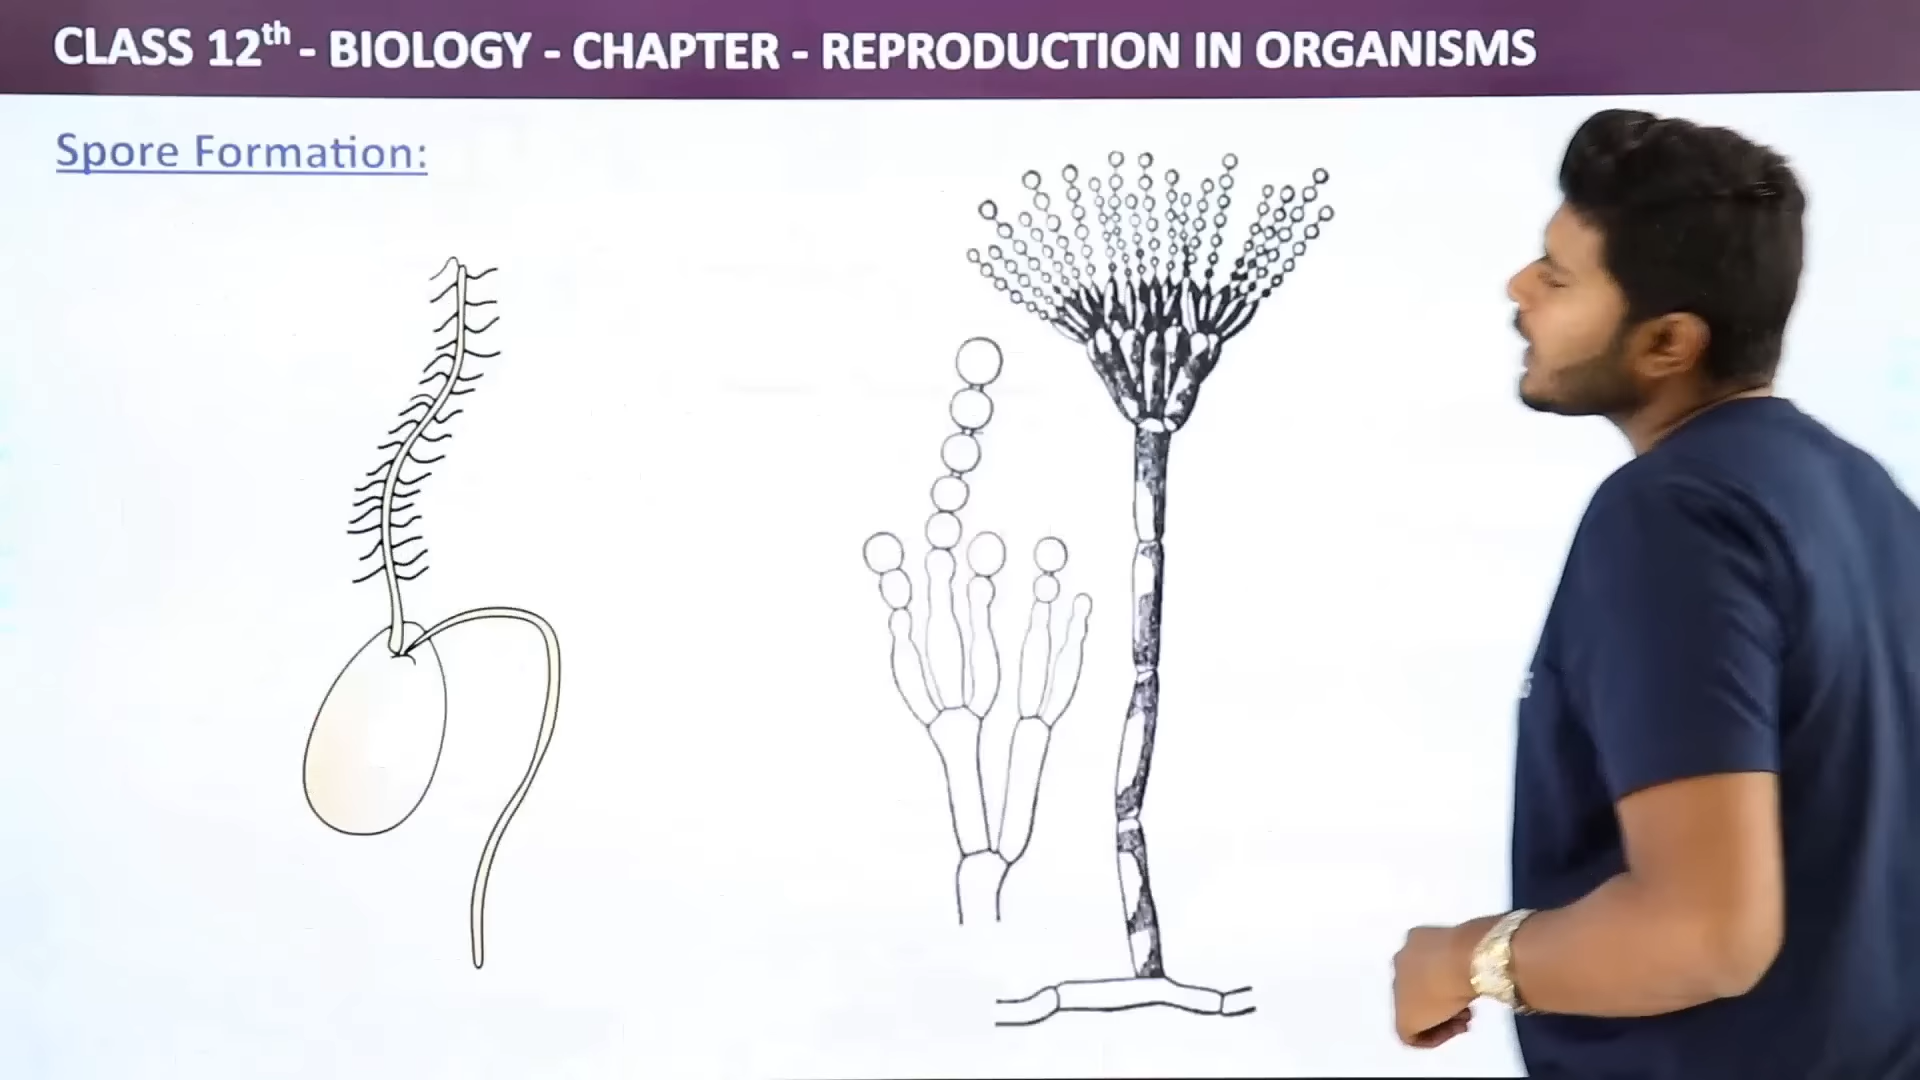 CLASS 12th - BIOLOGY - CHAPTER - REPRODUCTION IN ORGANISMS
Spore Formation: